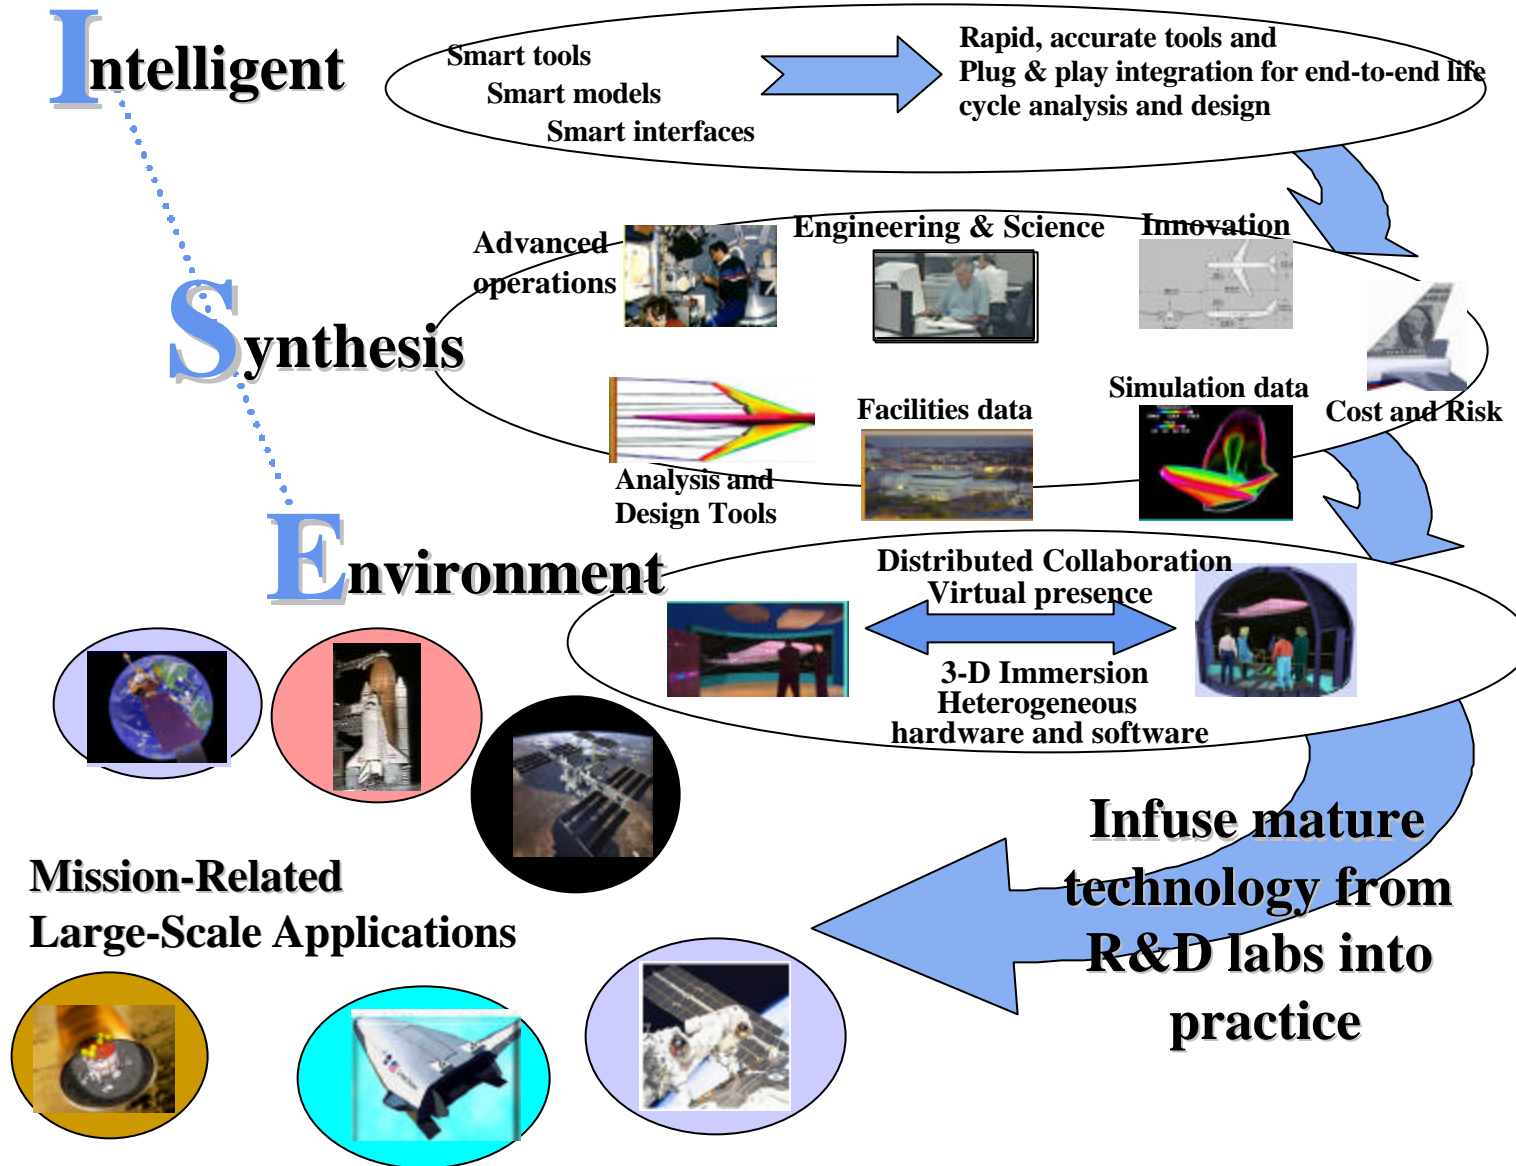 Intelligent
Smart tools
Smart models
Smart interfaces
Rapid, accurate tools and
Plug & play integration for end-to-end life
cycle analysis and design
Synthesis
Advanced
operations
Engineering & Science
Innovation
Analysis and
Design Tools
Facilities data
Simulation data
Cost and Risk
Environment
Distributed Collaboration
Virtual presence
3-D Immersion
Heterogeneous
hardware and software
Mission-Related
Large-Scale Applications
Infuse mature
technology from
R&D labs into
practice